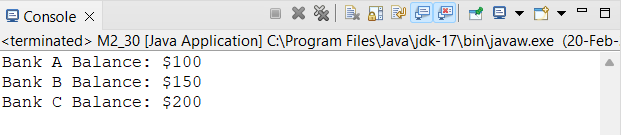 Console
<terminated> M2_30 [Java Application] C:\Program Files\Java\jdk-17\bin\javaw.exe (20-Feb-
Bank A Balance: $100
Bank B Balance: $150
Bank C Balance: $200